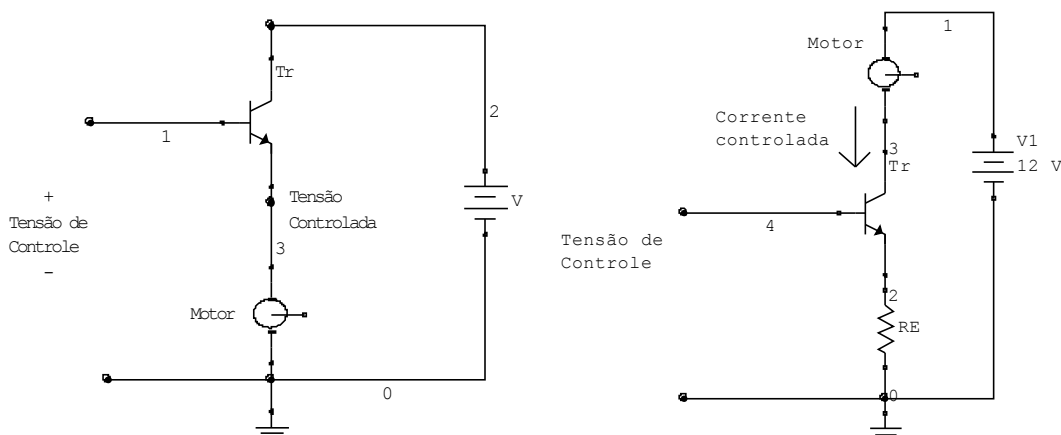 Tr
1
2
+
Tensão de
Controle
-
Tensão
Controlada
V
3
Motor
0
1
Motor
Corrente
controlada
3
Tr
V1
12 V
4
Tensão de
Controle
2
RE
0